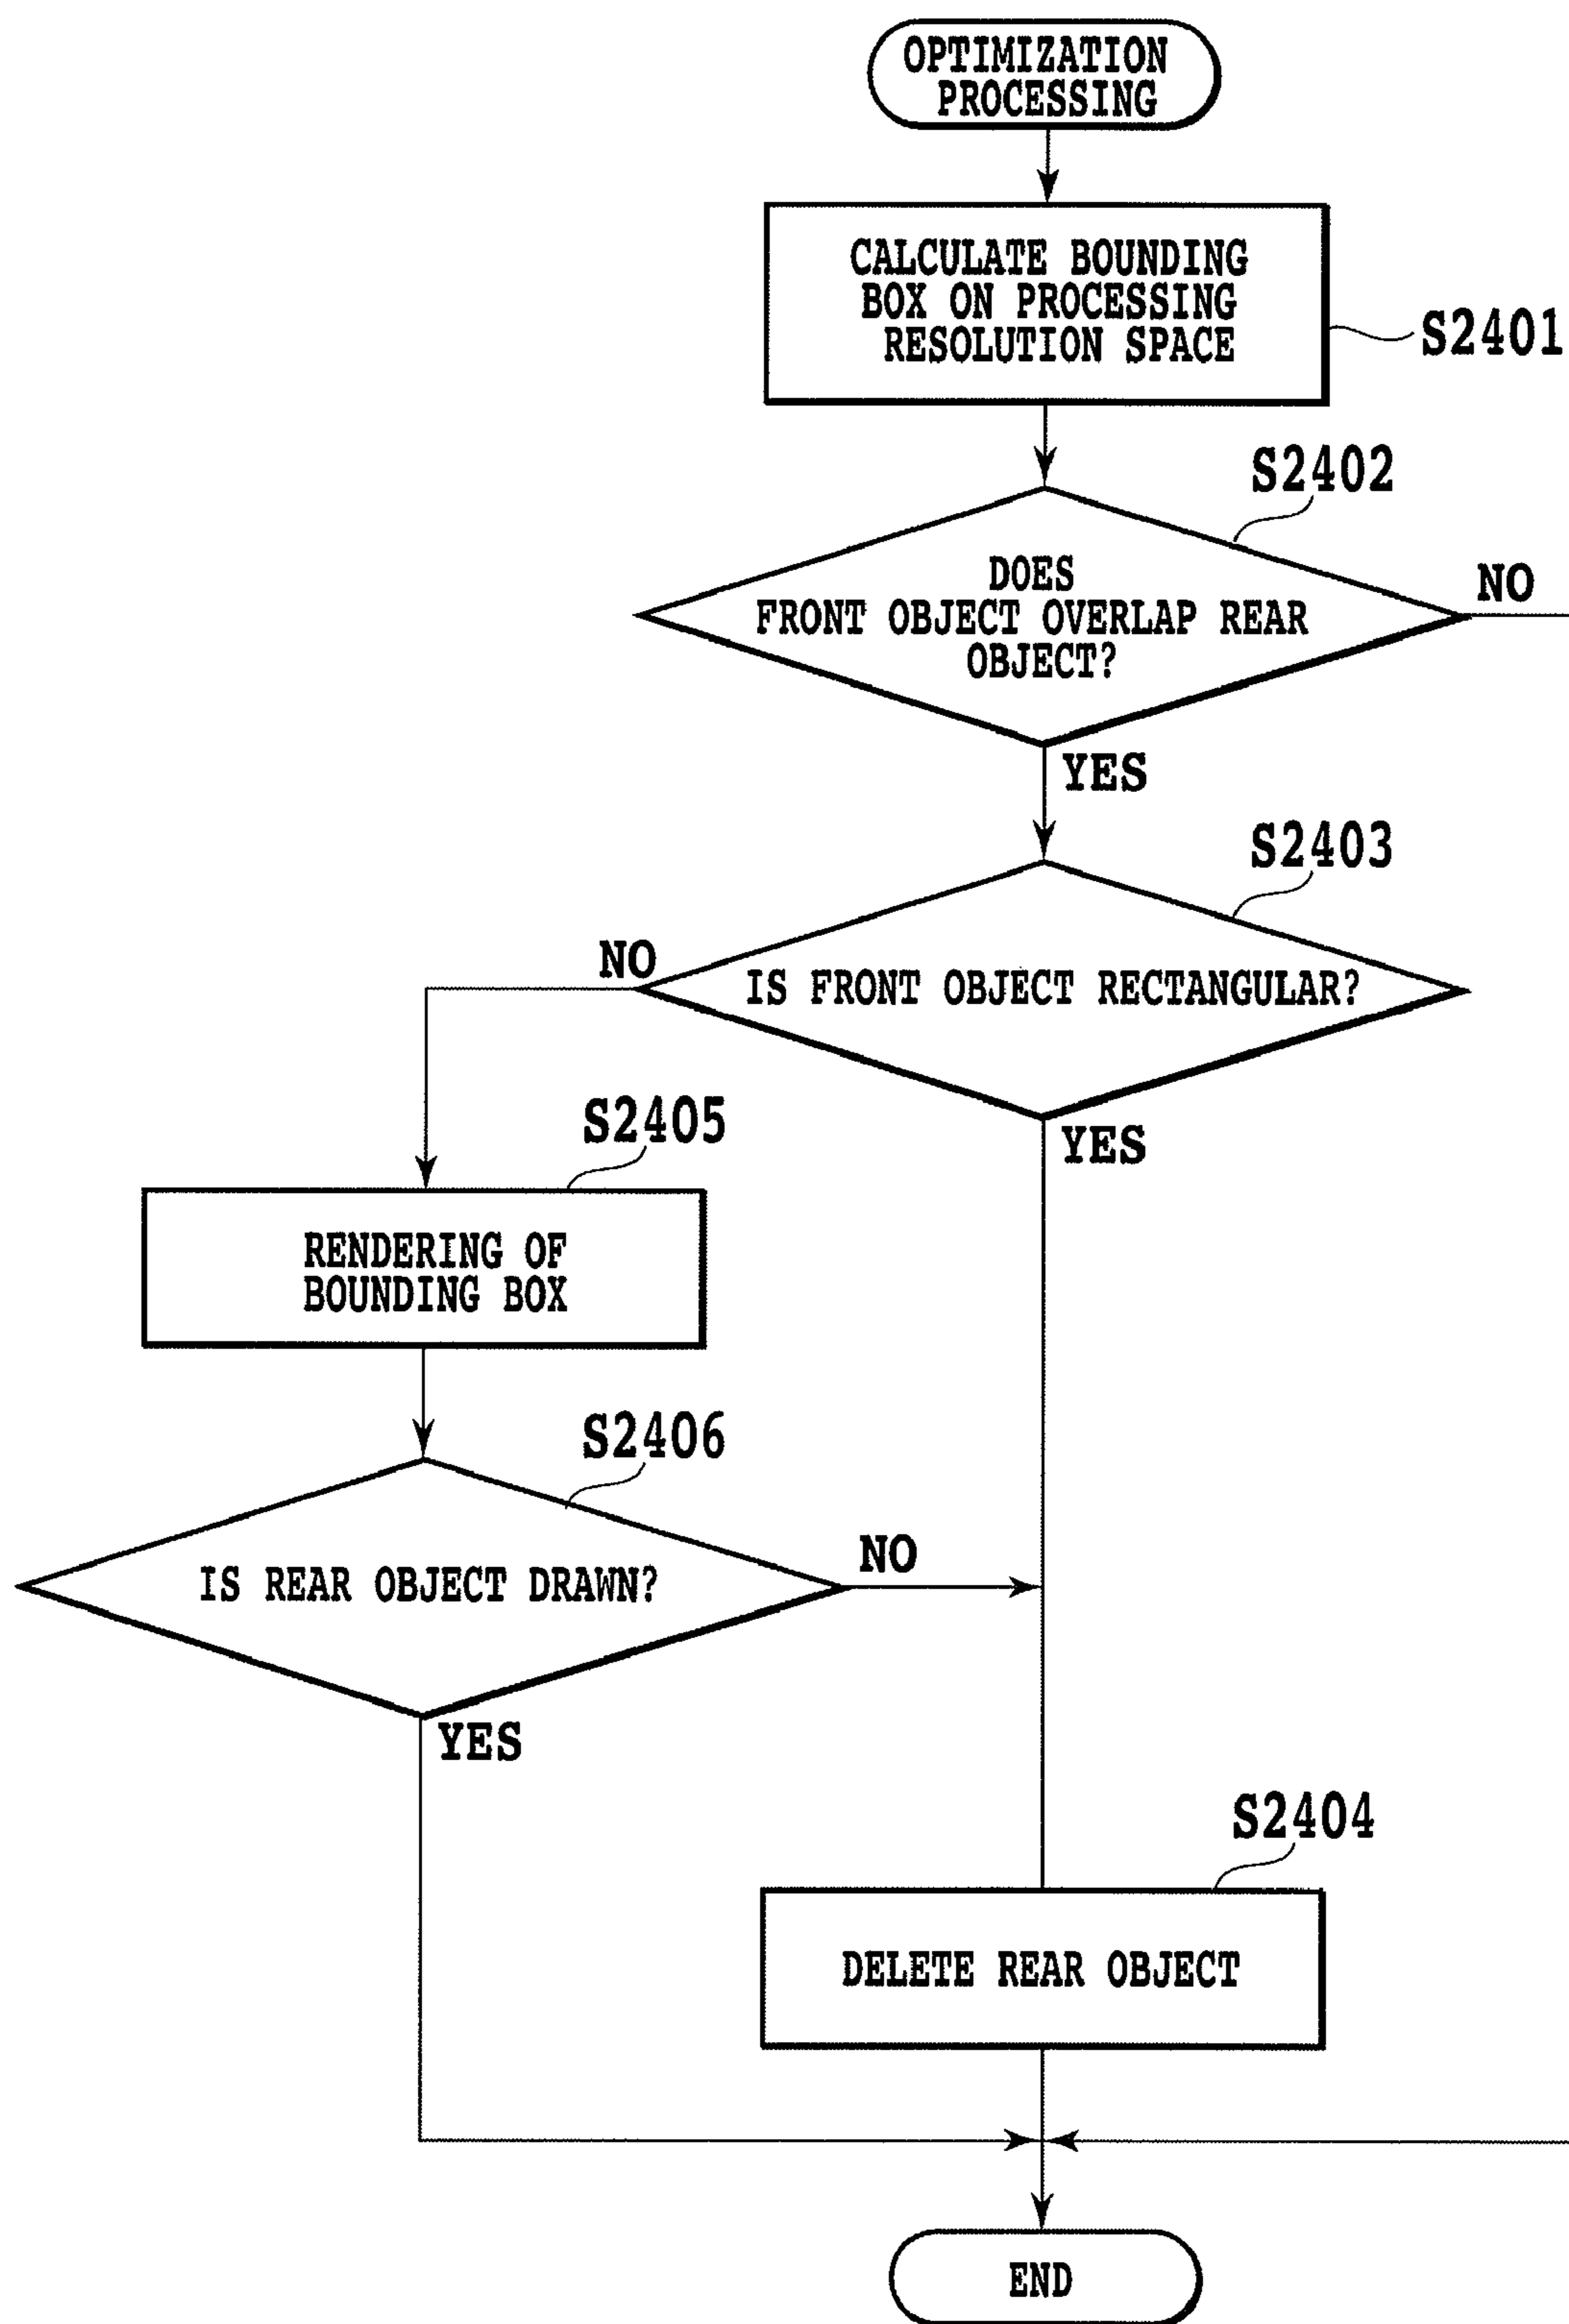 OPTIMIZATION
PROCESSING
CALCULATE BOUNDING
BOX ON PROCESSING
RESOLUTION SPACE
S2401
S2402
DOES
FRONT OBJECT OVERLAP REAR
OBJECT?
NO
YES
S2403
IS FRONT OBJECT RECTANGULAR?
NO
YES
S2405
RENDERING OF
BOUNDING BOX
S2406
IS REAR OBJECT DRAWN?
NO
YES
S2404
DELETE REAR OBJECT
END